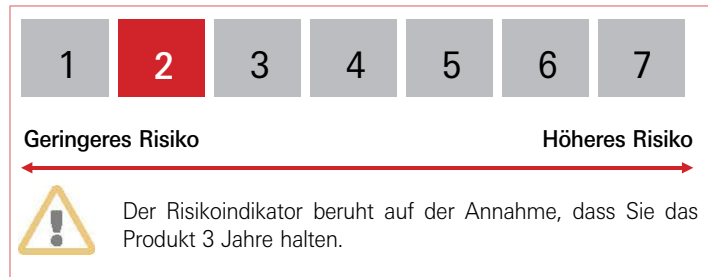 1 2 3 4 5 6 7
Geringeres Risiko Höheres Risiko
Der Risikoindikator beruht auf der Annahme, dass Sie das
Produkt 3 Jahre halten.